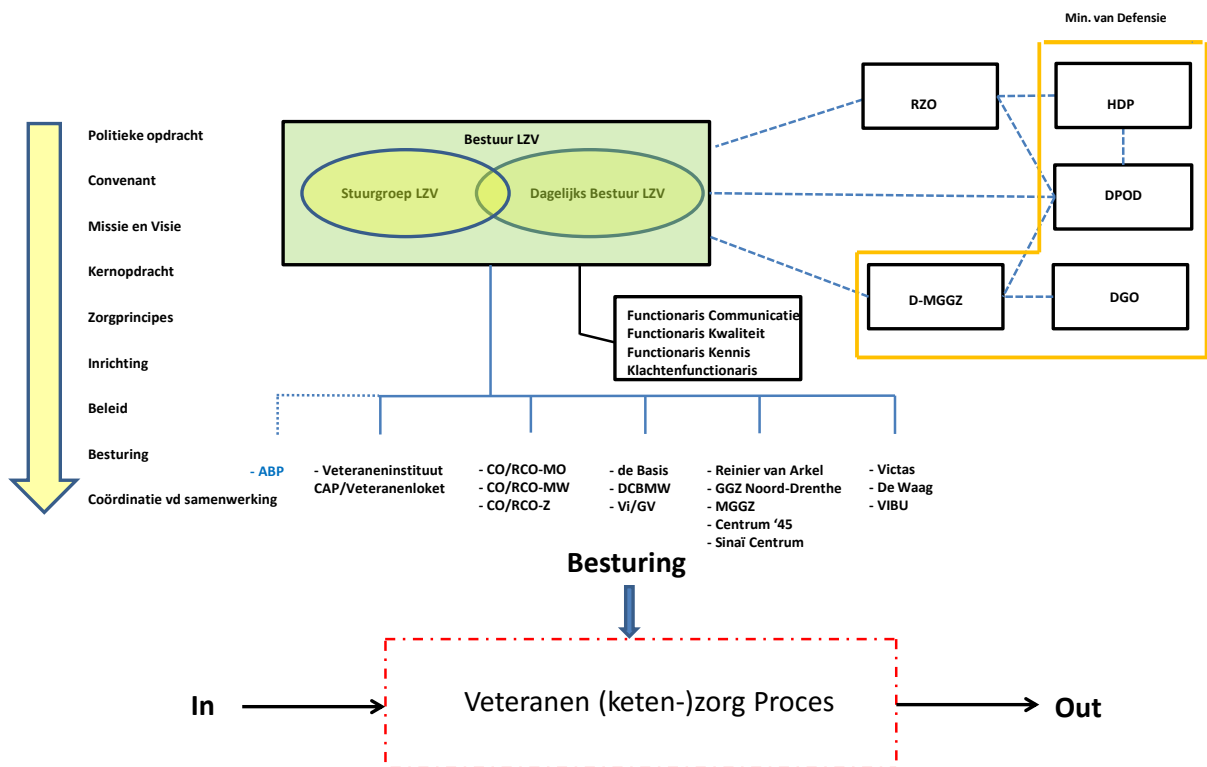 Min. van Defensie
RZO
HDP
Politieke opdracht
Bestuur LZV
Convenant
Stuurgroep LZV
Dagelijks Bestuur LZV
DPOD
Missie en Visie
Kernopdracht
D-MGGZ
DGO
Zorgprincipes
Functionaris Communicatie
Functionaris Kwaliteit
Functionaris Kennis
Klachtenfunctionaris
Inrichting
Beleid
Besturing
Coördinatie vd samenwerking
- ABP
- Veteraneninstituut
CAP/Veteranenloket
- CO/RCO-MO
- CO/RCO-MW
- CO/RCO-Z
- de Basis
- DCBMW
- Vi/GV
- Reinier van Arkel
- GGZ Noord-Drenthe
- MGGZ
- Centrum ‘45
- Sinaï Centrum
- Victas
- De Waag
- VIBU
Besturing
In
Veteranen (keten-)zorg Proces
Out